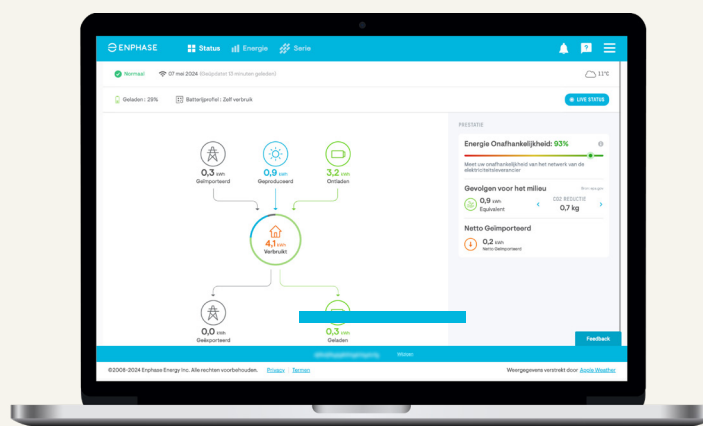 ENPHASE
Status
Energie
Serie
Normaal
07 mei 2024 (Geüpdatet 13 minuten geleden)
11°C
Geladen : 29%
Batterijprofiel : Zelf verbruik
LIVE STATUS
PRESTATIE
Energie Onafhankelijkheid: 93%
Meet uw onafhankelijkheid van het netwerk van de
elektriciteitsleverancier
0,3 kWh
Geïmporteerd
0,9 kWh
Geproduceerd
3,2 kWh
Ontladen
Gevolgen voor het milieu
0,9 kWh
Equivalent
CO2 REDUCTIE
0,7 kg
4,1 kWh
Verbruikt
Netto Geïmporteerd
0,2 kWh
Netto Geïmporteerd
0,0 kWh
Geëxporteerd
0,3 kWh
Geladen
Feedback
©2008-2024 Enphase Energy Inc. Alle rechten voorbehouden. Privacy | Termen
Weergegevens verstrekt door Apple Weather